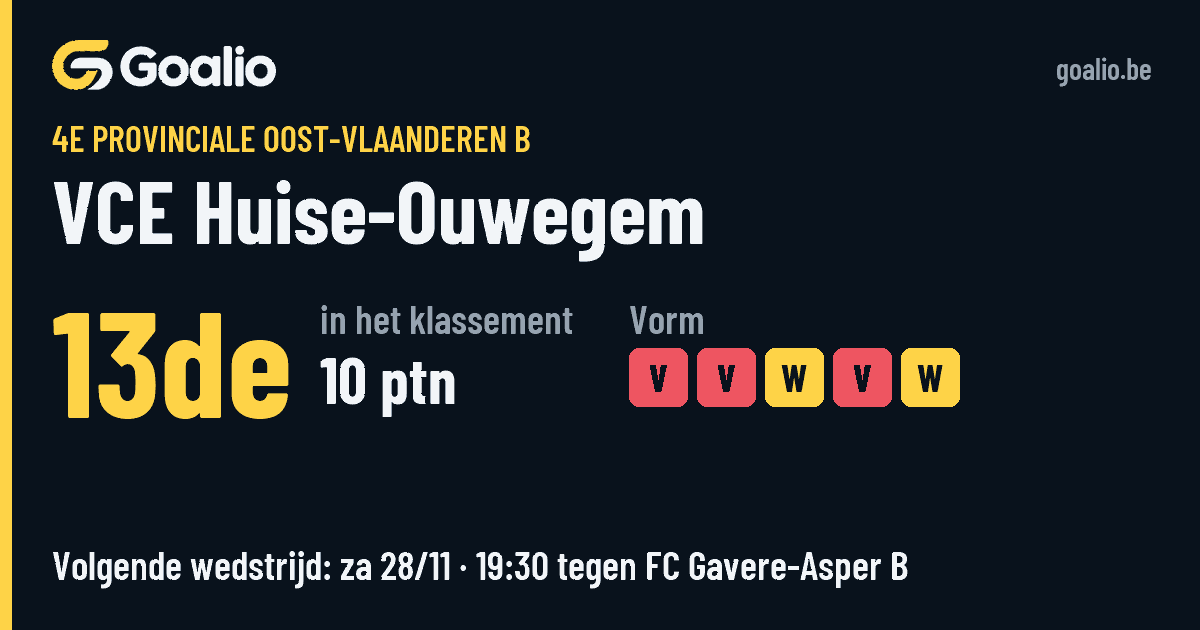 Goalio
goalio.be
4E PROVINCIALE OOST-VLAANDEREN B
VCE Huise-Ouwegem
13de
in het klassement
10 ptn
Vorm
V V W V W
Volgende wedstrijd: za 28/11 · 19:30 tegen FC Gavere-Asper B